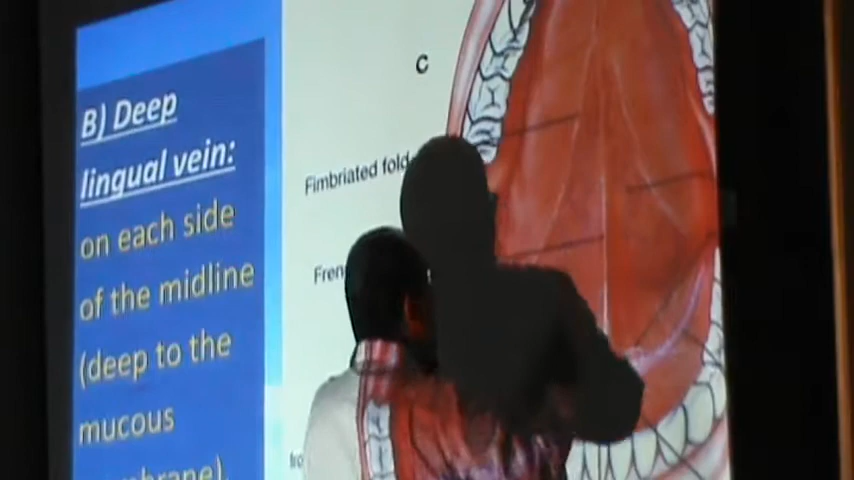 B) Deep
lingual vein:
on each side
of the midline
(deep to the
mucous
C
Fimbriated fold